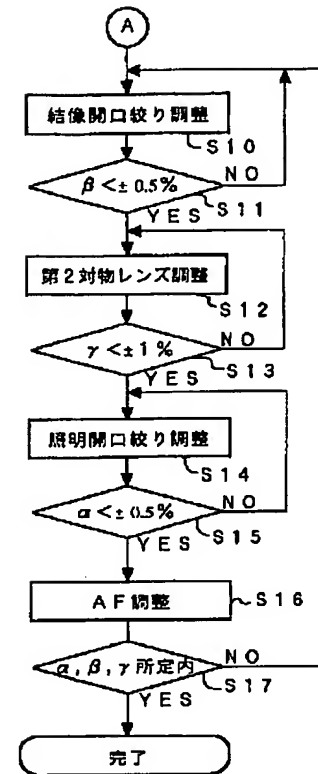 A
結像開口絞り調整
S10
β<±0.5%
NO
YES
S11
第2対物レンズ調整
S12
γ<±1%
NO
YES
S13
照明開口絞り調整
S14
α<±0.5%
NO
YES
S15
AF調整
S16
α,β,γ所定内
NO
YES
S17
完了